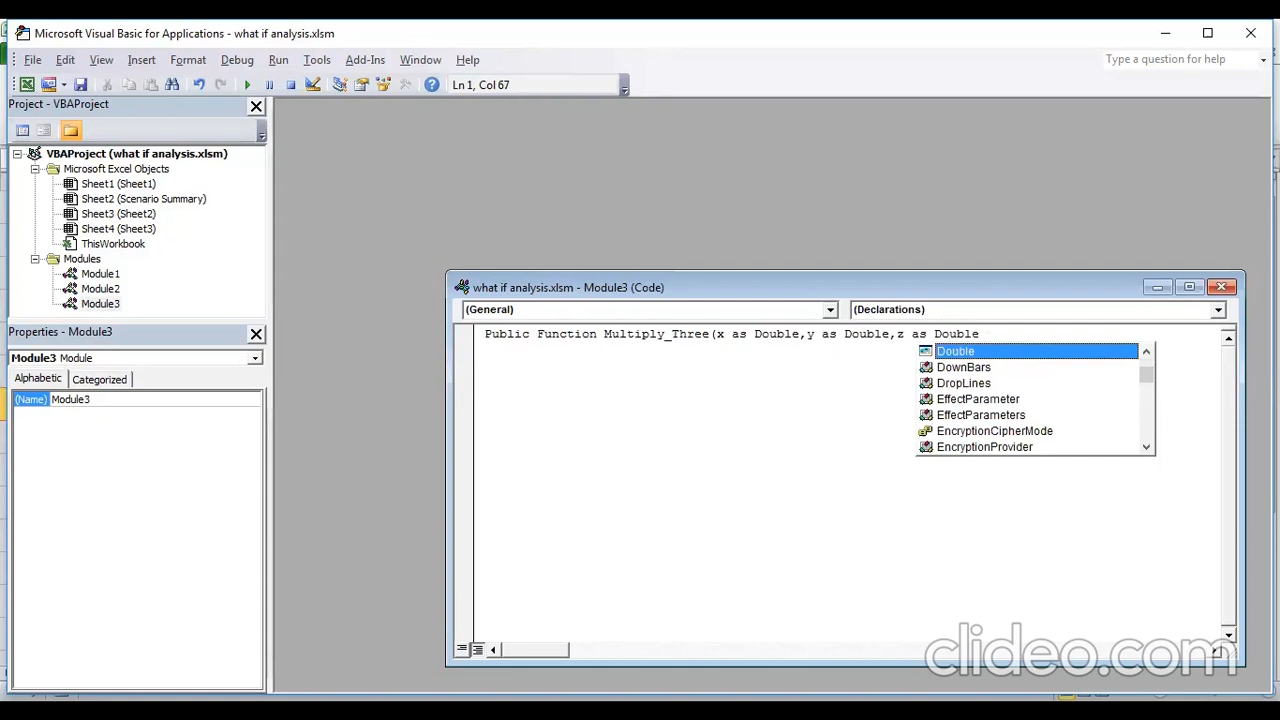 Microsoft Visual Basic for Applications - what if analysis.xlsm
File Edit View Insert Format Debug Run Tools Add-Ins Window Help
Type a question for help
Ln 1, Col 67
Project - VBAProject
VBAProject (what if analysis.xlsm)
Microsoft Excel Objects
Sheet1 (Sheet1)
Sheet2 (Scenario Summary)
Sheet3 (Sheet2)
Sheet4 (Sheet3)
ThisWorkbook
Modules
Module1
Module2
Module3
Properties - Module3
Module3 Module
Alphabetic Categorized
(Name) Module3
what if analysis.xlsm - Module3 (Code)
(General) (Declarations)
Public Function Multiply_Three(x as Double,y as Double,z as Double
Double
DownBars
DropLines
EffectParameter
EffectParameters
EncryptionCipherMode
EncryptionProvider
clideo.com